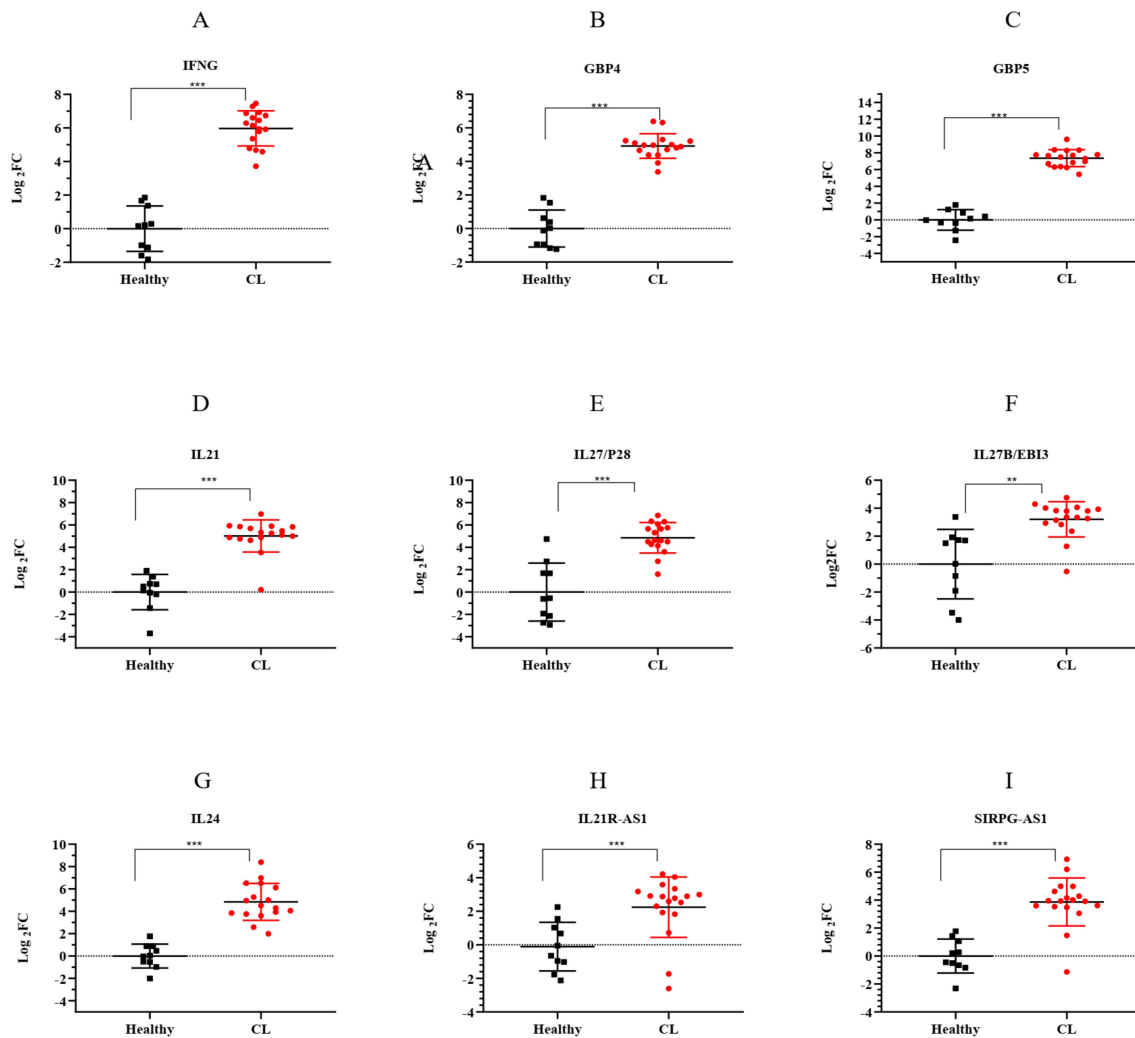 A
B
C
IFNG
GBP4
GBP5
***
***
***
Log 2FC
8
6
4
2
0
2
Healthy
CL
Log 2FC
A
8
6
4
2
0
-2
Healthy
CL
Log 2FC
14
12
10
8
6
4
2
0
-2
-4
Healthy
CL
D
E
F
IL21
IL27/P28
IL27B/EBI3
***
***
**
Log 2FC
10
8
6
4
2
0
-2
-4
Healthy
CL
Log 2FC
10
8
6
4
2
0
-2
-4
Healthy
CL
Log2FC
6
4
2
0
-2
-4
-6
Healthy
CL
G
H
I
IL24
IL21R-AS1
SIRPG-AS1
***
***
***
Log 2FC
10
8
6
4
2
0
-2
-4
Healthy
CL
Log 2FC
6
4
2
0
-2
-4
Healthy
CL
Log 2FC
8
6
4
2
0
-2
-4
Healthy
CL